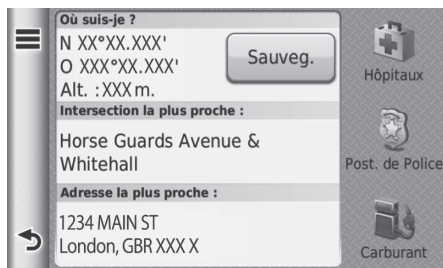 Où suis-je ?
N XX°XX.XXX'
O XXX°XX.XXX'
Alt. :XXX m.
Sauveg.
Intersection la plus proche :
Horse Guards Avenue &
Whitehall
Adresse la plus proche :
1234 MAIN ST
London, GBR XXX X
Hôpitaux
Post. de Police
Carburant